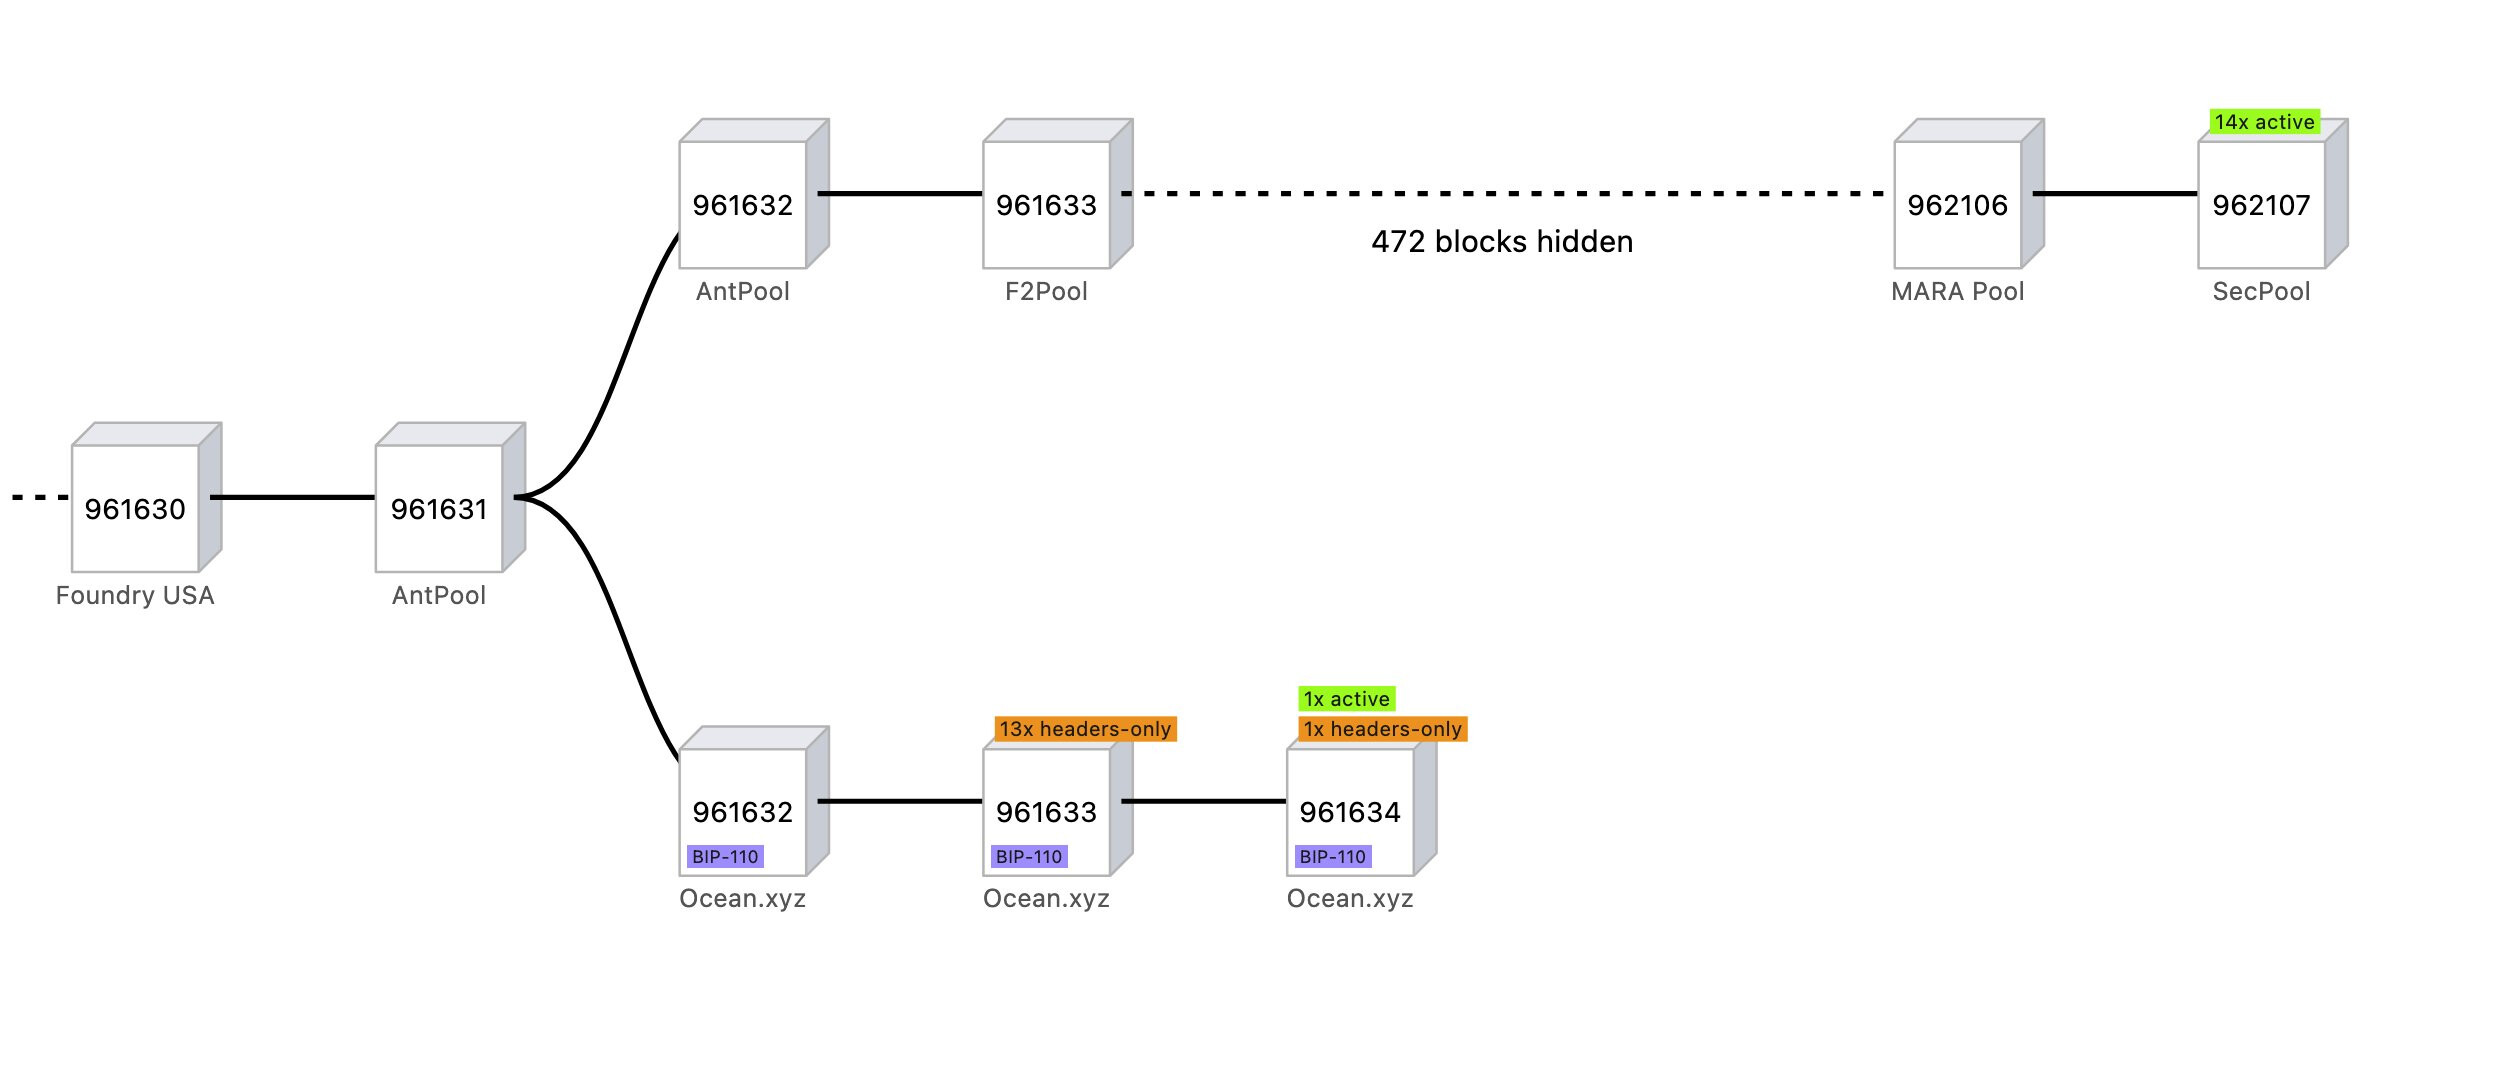 14x active
961632
961633
962106
962107
472 blocks hidden
AntPool
F2Pool
MARA Pool
SecPool
961630
961631
Foundry USA
AntPool
1x active
13x headers-only
1x headers-only
961632
961633
961634
BIP-110
BIP-110
BIP-110
Ocean.xyz
Ocean.xyz
Ocean.xyz